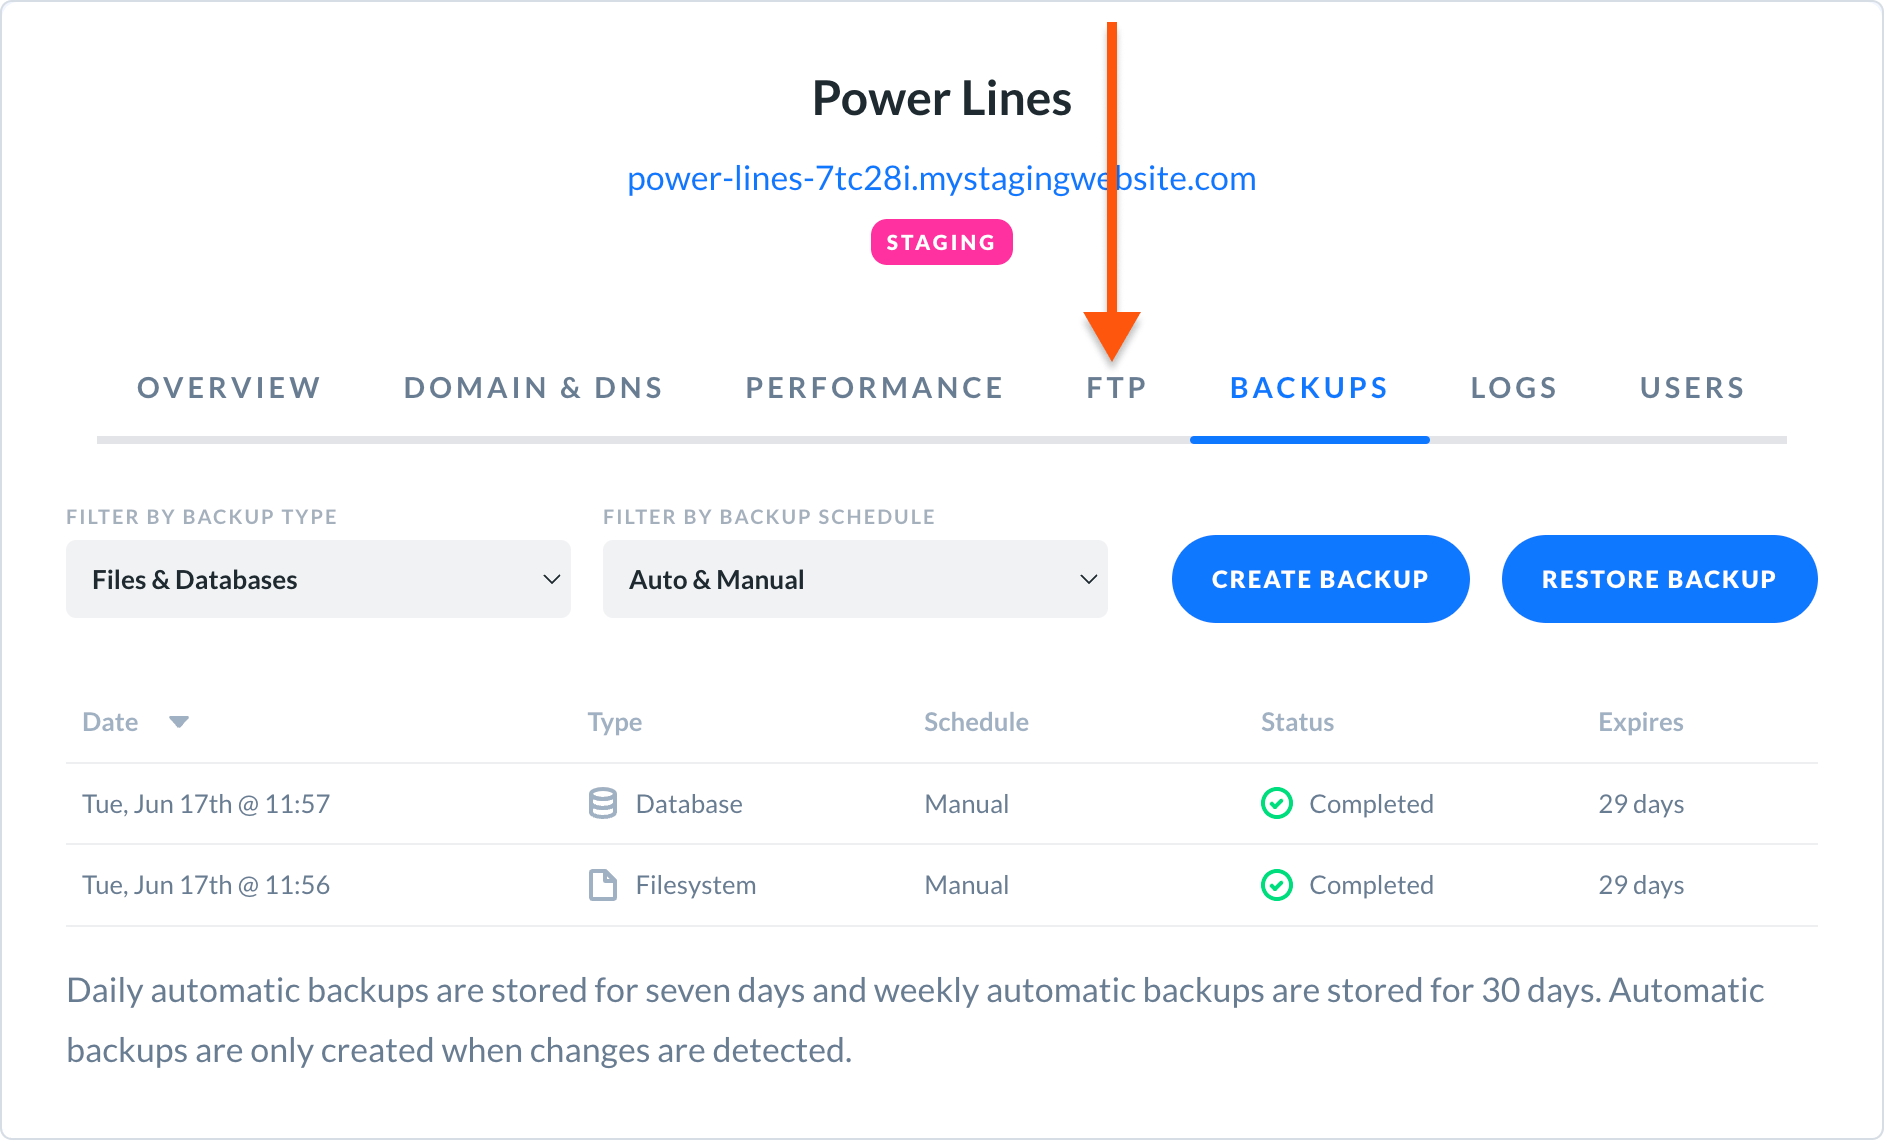 Power Lines
power-lines-7tc28i.mystagingwebsite.com
STAGING
OVERVIEW DOMAIN & DNS PERFORMANCE FTP BACKUPS LOGS USERS
FILTER BY BACKUP TYPE FILTER BY BACKUP SCHEDULE
Files & Databases Auto & Manual CREATE BACKUP RESTORE BACKUP
Date Type Schedule Status Expires
Tue, Jun 17th @ 11:57 Database Manual Completed 29 days
Tue, Jun 17th @ 11:56 Filesystem Manual Completed 29 days
Daily automatic backups are stored for seven days and weekly automatic backups are stored for 30 days. Automatic
backups are only created when changes are detected.